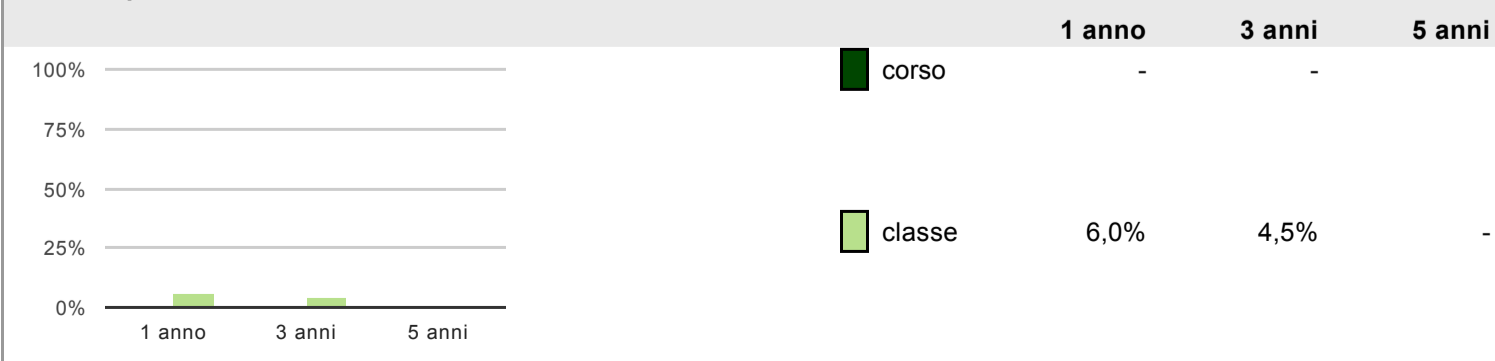 1 anno 3 anni 5 anni
100%
75%
50%
25%
0%
1 anno 3 anni 5 anni
corso - -
classe 6,0% 4,5% -